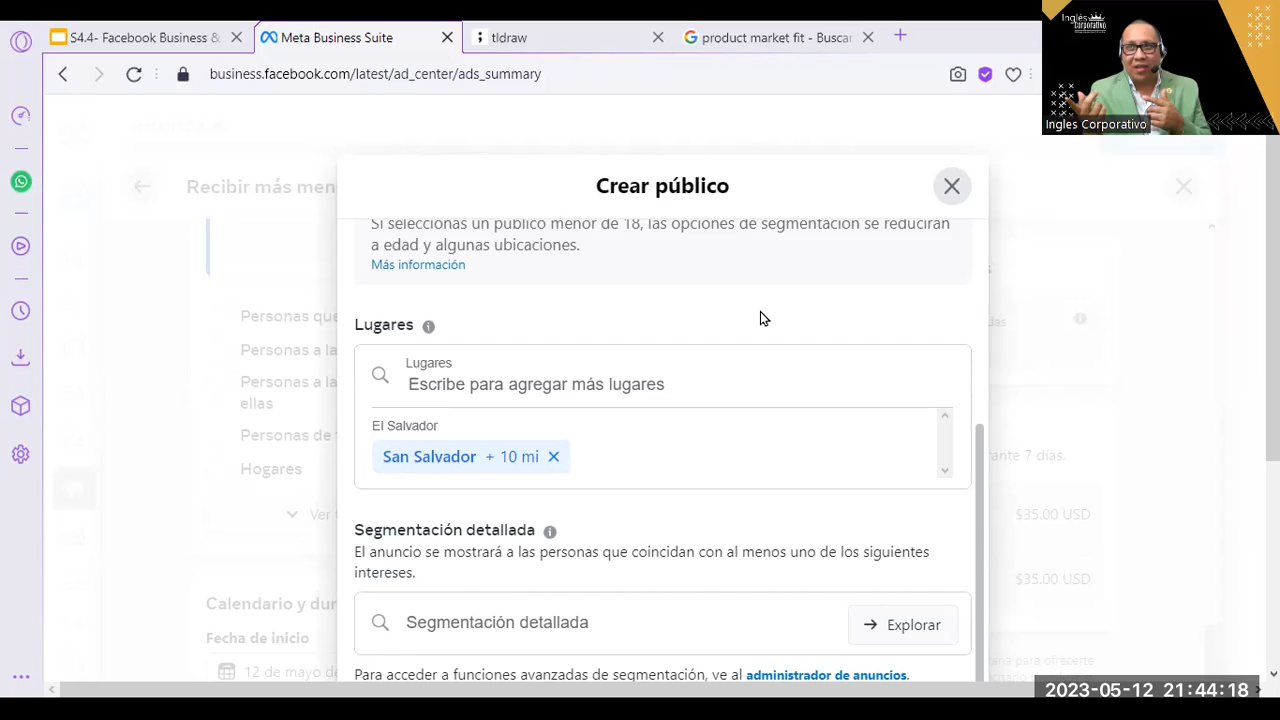 S4.4- Facebook Business &
Meta Business S
tldraw
product market fit - Buscar
business.facebook.com/latest/ad_center/ads_summary
Inglés
corporativo
Ingles Corporativo
Recibir más men
Crear público
Si seleccionas un público menor de 18, las opciones de segmentación se reducirán
a edad y algunas ubicaciones.
Más información
Personas que
Personas a la
Personas a la
ellas
Personas de
Hogares
Ver
Lugares
Lugares
Escribe para agregar más lugares
El Salvador
San Salvador + 10 mi
rante 7 días.
$35.00 USD
$35.00 USD
Segmentación detallada
El anuncio se mostrará a las personas que coincidan con al menos uno de los siguientes
intereses.
Segmentación detallada
Explorar
Para acceder a funciones avanzadas de segmentación, ve al administrador de anuncios.
Calendario y dur
Fecha de inicio
12 de mayo de
2023-05-12 21:44:18